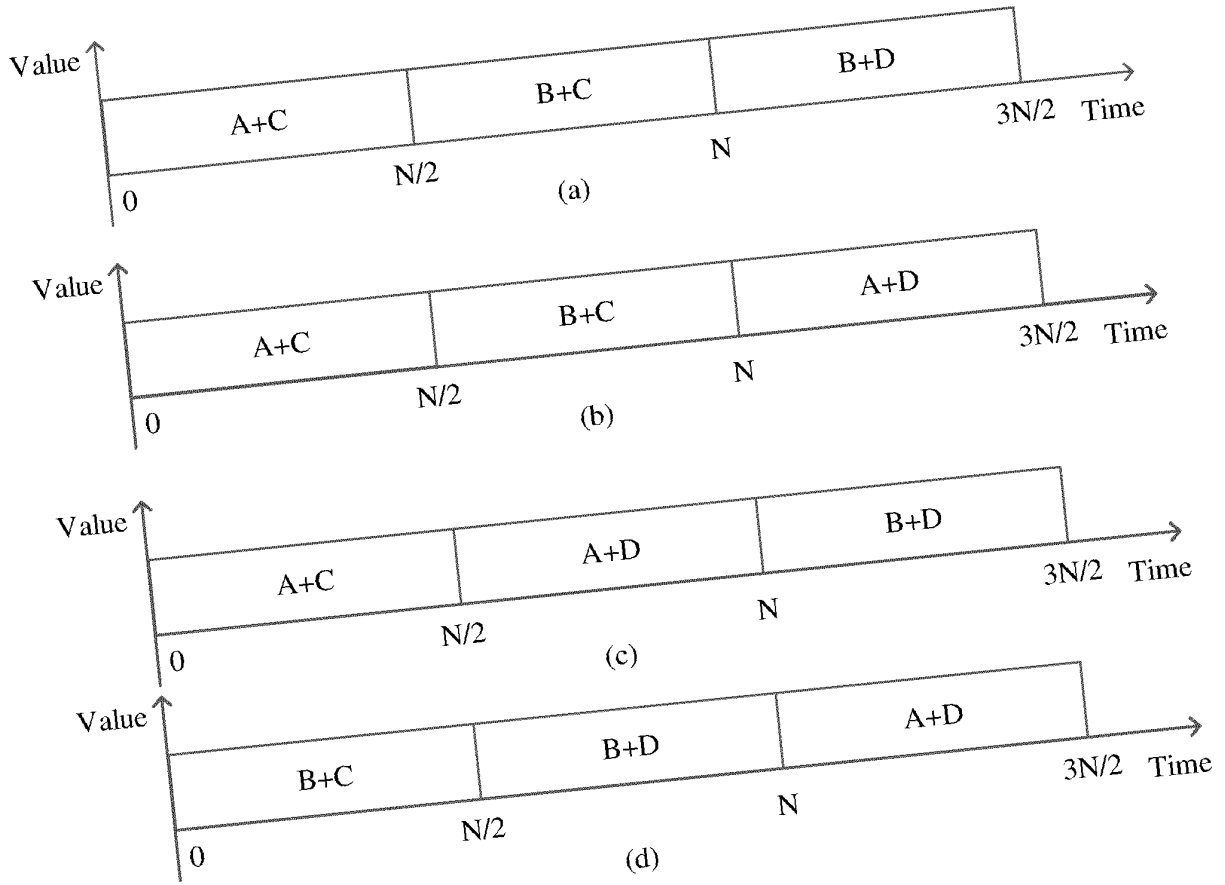 Value
A+C B+C B+D
0 N/2 N 3N/2 Time
(a)
Value
A+C B+C A+D
0 N/2 N 3N/2 Time
(b)
Value
A+C A+D B+D
0 N/2 N 3N/2 Time
(c)
Value
B+C B+D A+D
0 N/2 N 3N/2 Time
(d)